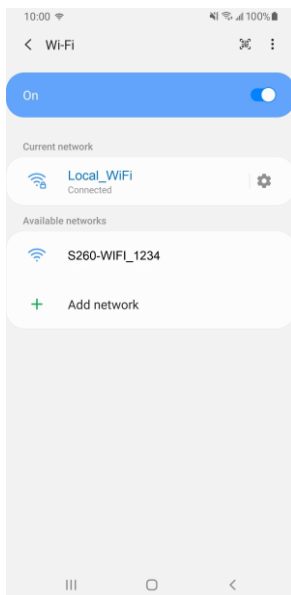 10:00 100%
Wi-Fi
On
Current network
Local_WiFi
Connected
Available networks
S260-WIFI_1234
Add network